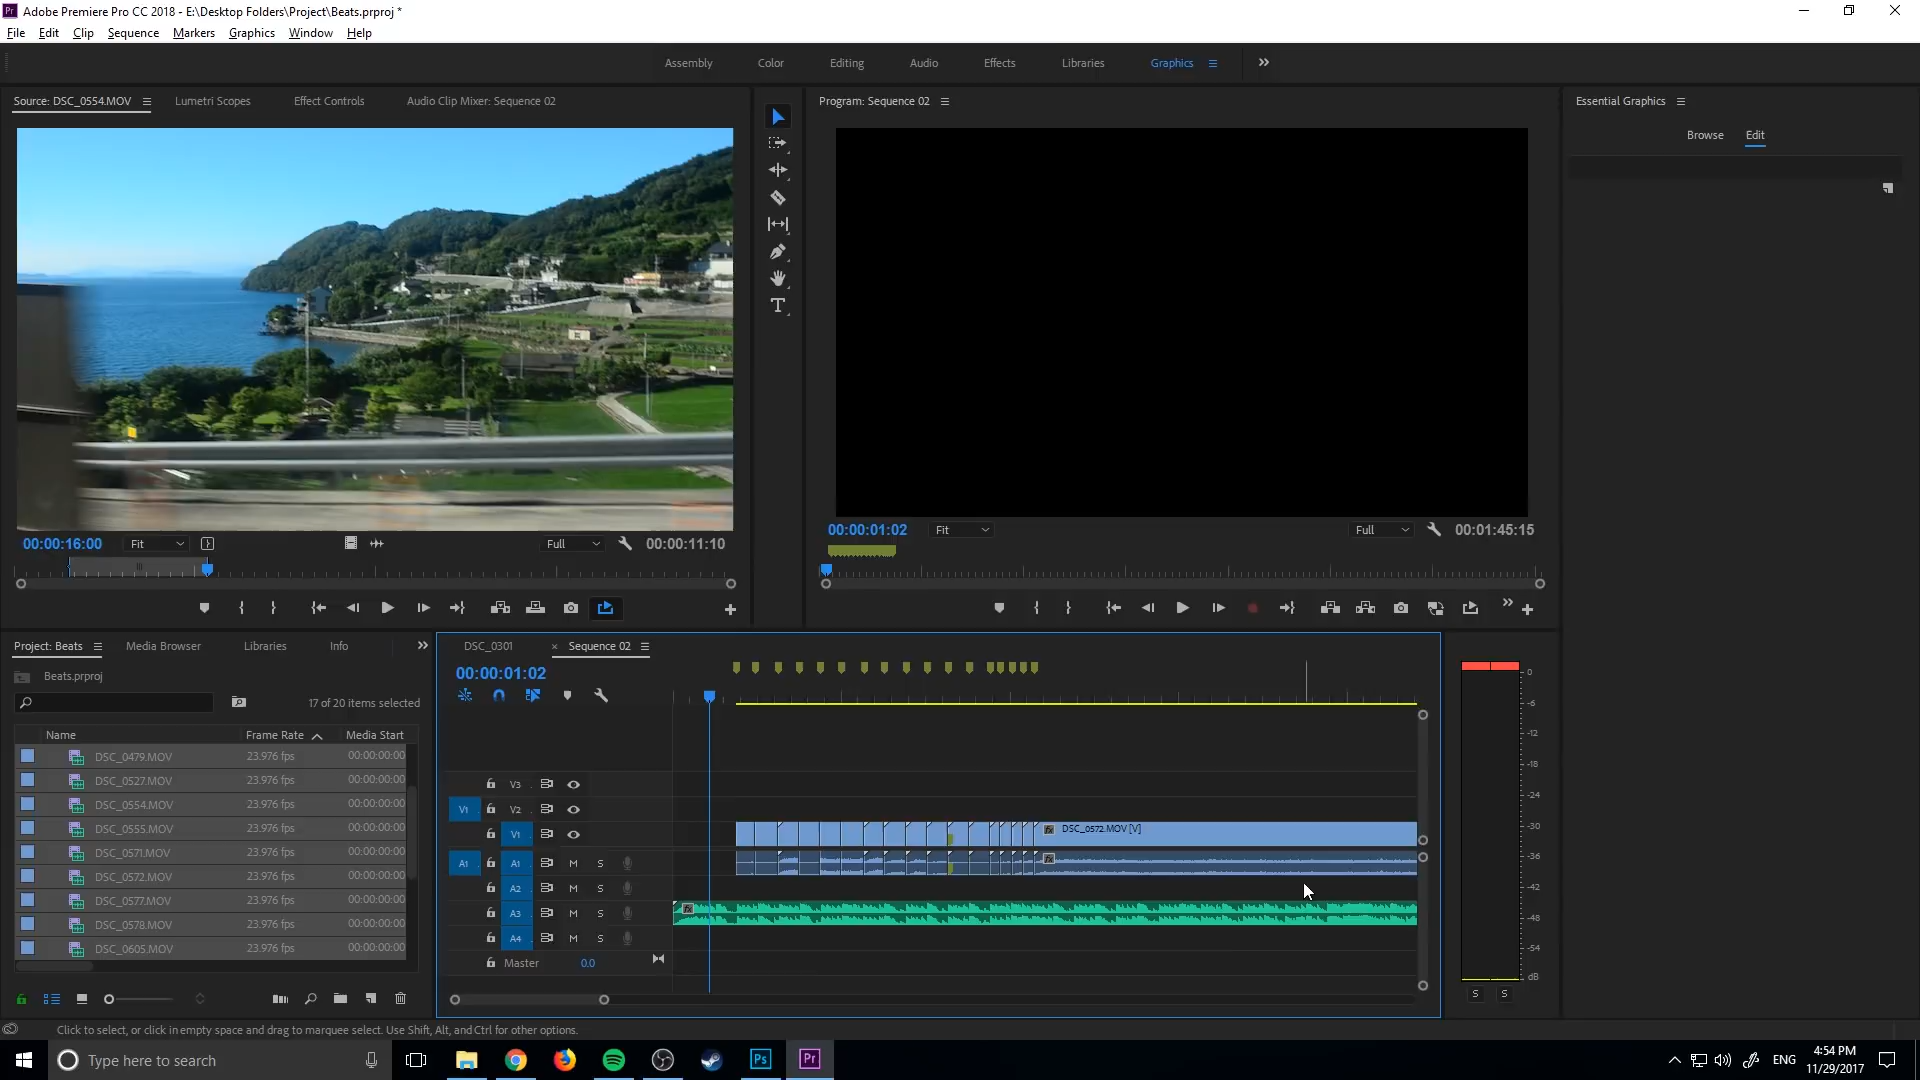 Adobe Premiere Pro CC 2018 - E:\Desktop Folders\Project\Beats.prproj *
File Edit Clip Sequence Markers Graphics Window Help
Assembly Color Editing Audio Effects Libraries Graphics
Source: DSC_0554.MOV Lumetri Scopes Effect Controls Audio Clip Mixer: Sequence 02
Program: Sequence 02
Essential Graphics
Browse Edit
00:00:16:00 Fit Full 00:00:11:10
00:00:01:02 Fit Full 00:01:45:15
Project: Beats Media Browser Libraries Info
Beats.prproj
17 of 20 items selected
Name Frame Rate Media Start
DSC_0479.MOV 23.976 fps 00:00:00:00
DSC_0527.MOV 23.976 fps 00:00:00:00
DSC_0554.MOV 23.976 fps 00:00:00:00
DSC_0555.MOV 23.976 fps 00:00:00:00
DSC_0571.MOV 23.976 fps 00:00:00:00
DSC_0572.MOV 23.976 fps 00:00:00:00
DSC_0577.MOV 23.976 fps 00:00:00:00
DSC_0578.MOV 23.976 fps 00:00:00:00
DSC_0605.MOV 23.976 fps 00:00:00:00
DSC_0301 × Sequence 02
00:00:01:02
V3
V1 V2
V1
DSC_0572.MOV [V]
A1 A1 M S
A2 M S
A3 M S
A4 M S
Master 0.0
0
-6
-12
-18
-24
-30
-36
-42
-48
-54
dB
S S
Click to select, or click in empty space and drag to marquee select. Use Shift, Alt, and Ctrl for other options.
Type here to search
Ps
Pr
ENG
4:54 PM
11/29/2017